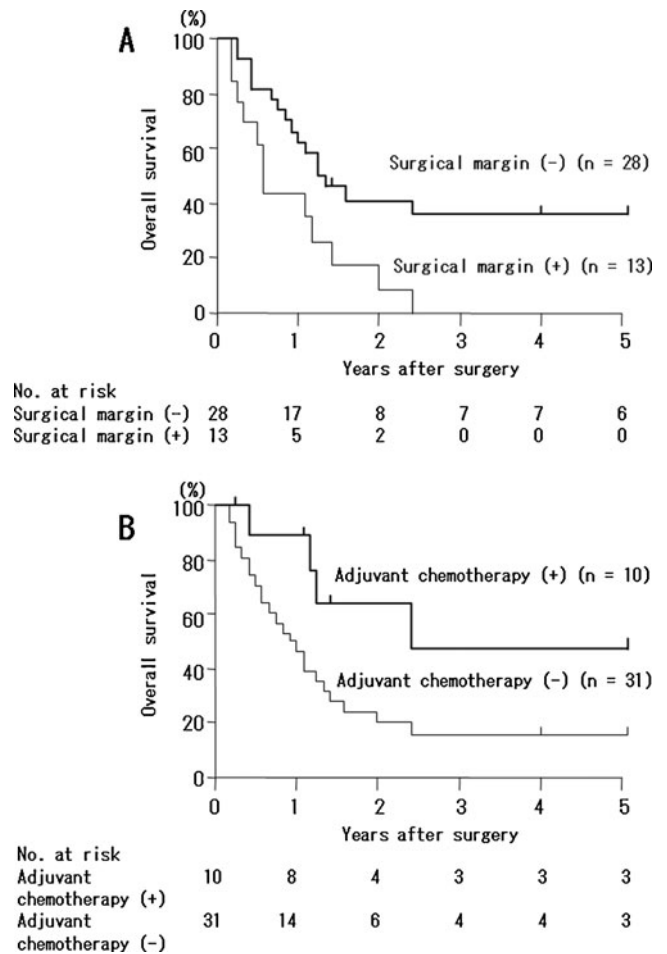 (%)
A
100
80
60
40
20
0
Overall survival
Surgical margin (-) (n = 28)
Surgical margin (+) (n = 13)
0 1 2 3 4 5
Years after surgery
No. at risk
Surgical margin (-) 28 17 8 7 7 6
Surgical margin (+) 13 5 2 0 0 0
(%)
B
100
80
60
40
20
0
Overall survival
Adjuvant chemotherapy (+) (n = 10)
Adjuvant chemotherapy (-) (n = 31)
0 1 2 3 4 5
Years after surgery
No. at risk
Adjuvant 10 8 4 3 3 3
chemotherapy (+)
Adjuvant 31 14 6 4 4 3
chemotherapy (-)